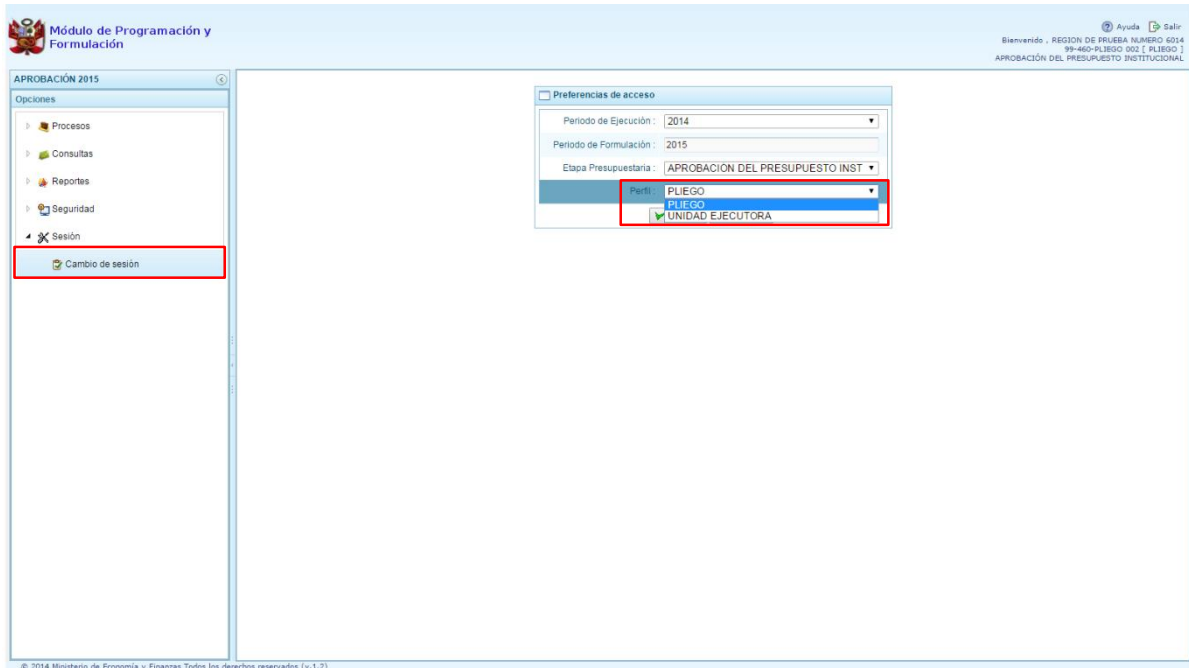 Módulo de Programación y
Formulación
Ayuda Salir
Bienvenido , REGION DE PRUEBA NUMERO 6014
99-460-PLIEGO 002 [ PLIEGO ]
APROBACIÓN DEL PRESUPUESTO INSTITUCIONAL
APROBACIÓN 2015
Opciones
Procesos
Consultas
Reportes
Seguridad
Sesión
Cambio de sesión
Preferencias de acceso
Periodo de Ejecución : 2014
Periodo de Formulación : 2015
Etapa Presupuestaria : APROBACION DEL PRESUPUESTO INST
Perfil : PLIEGO
PLIEGO
UNIDAD EJECUTORA
© 2014 Ministerio de Economía y Finanzas Todos los derechos reservados (v.1.2)